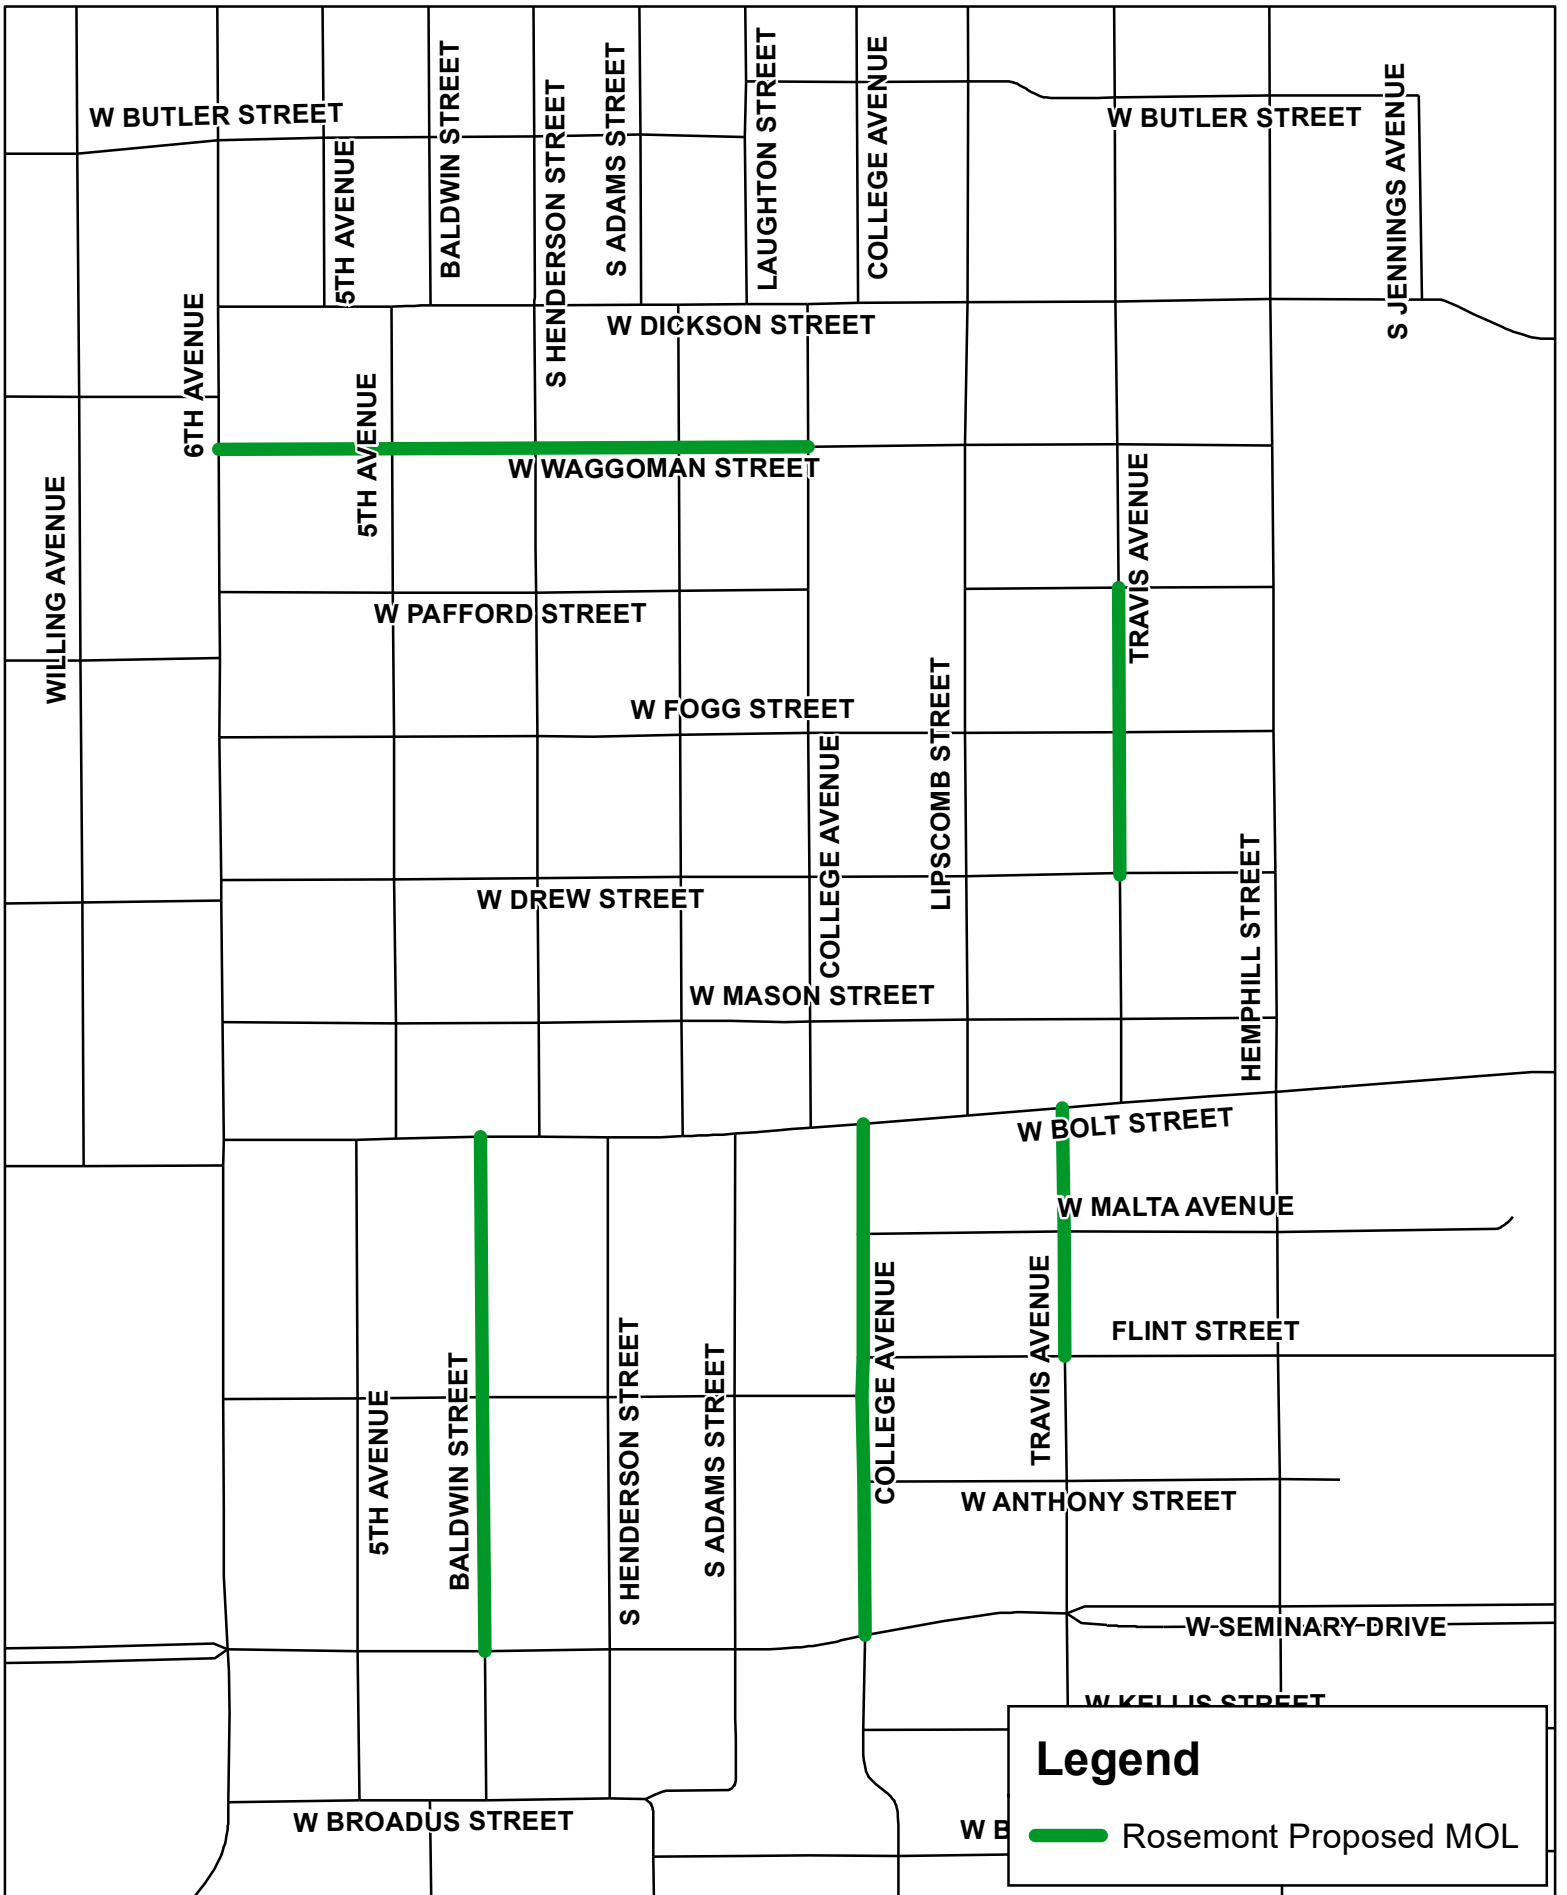 W BUTLER STREET
5TH AVENUE
BALDWIN STREET
S HENDERSON STREET
S ADAMS STREET
LAUGHTON STREET
COLLEGE AVENUE
W BUTLER STREET
S JENNINGS AVENUE
W DICKSON STREET
6TH AVENUE
5TH AVENUE
W WAGGOMAN STREET
WILLING AVENUE
TRAVIS AVENUE
W PAFFORD STREET
W FOGG STREET
LIPSCOMB STREET
COLLEGE AVENUE
W DREW STREET
HEMPHILL STREET
W MASON STREET
W BOLT STREET
W MALTA AVENUE
FLINT STREET
TRAVIS AVENUE
COLLEGE AVENUE
5TH AVENUE
BALDWIN STREET
S HENDERSON STREET
S ADAMS STREET
W ANTHONY STREET
W SEMINARY DRIVE
W KELLIS STREET
W BROADUS STREET
W B
Legend
Rosemont Proposed MOL